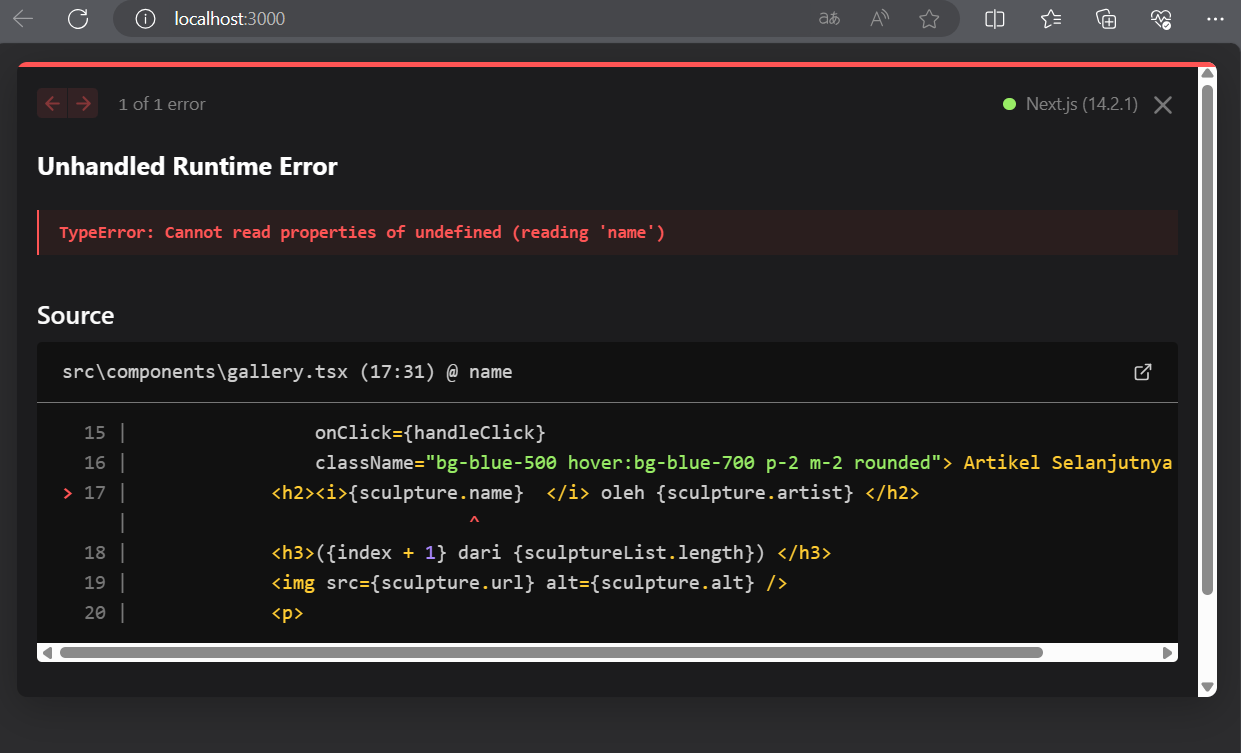 localhost:3000
1 of 1 error
Next.js (14.2.1)
Unhandled Runtime Error
TypeError: Cannot read properties of undefined (reading 'name')
Source
src\components\gallery.tsx (17:31) @ name
15 | onClick={handleClick}
16 | className="bg-blue-500 hover:bg-blue-700 p-2 m-2 rounded"> Artikel Selanjutnya
> 17 | <h2><i>{sculpture.name}  </i> oleh {sculpture.artist} </h2>
| ^
18 | <h3>({index + 1} dari {sculptureList.length}) </h3>
19 | <img src={sculpture.url} alt={sculpture.alt} />
20 | <p>